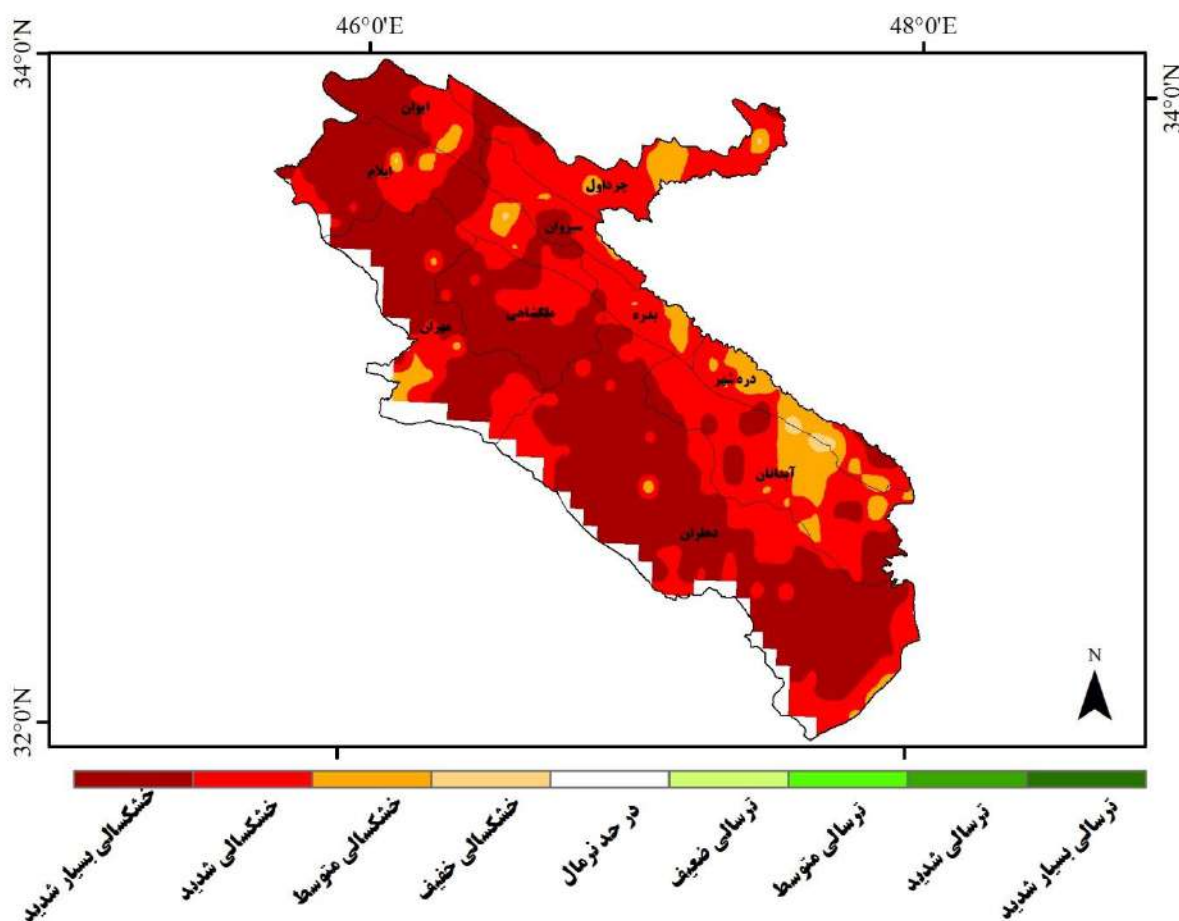 46°0'E
48°0'E
34°0'N
34°0'N
ایوان
ایلام
چرداول
سیروان
ملکشاهی
بدره
مهران
دره شهر
آبدانان
دهلران
N
32°0'N
32°0'N
خشکسالی بسیار شدید
خشکسالی شدید
خشکسالی متوسط
خشکسالی خفیف
در حد نرمال
ترسالی ضعیف
ترسالی متوسط
ترسالی شدید
ترسالی بسیار شدید